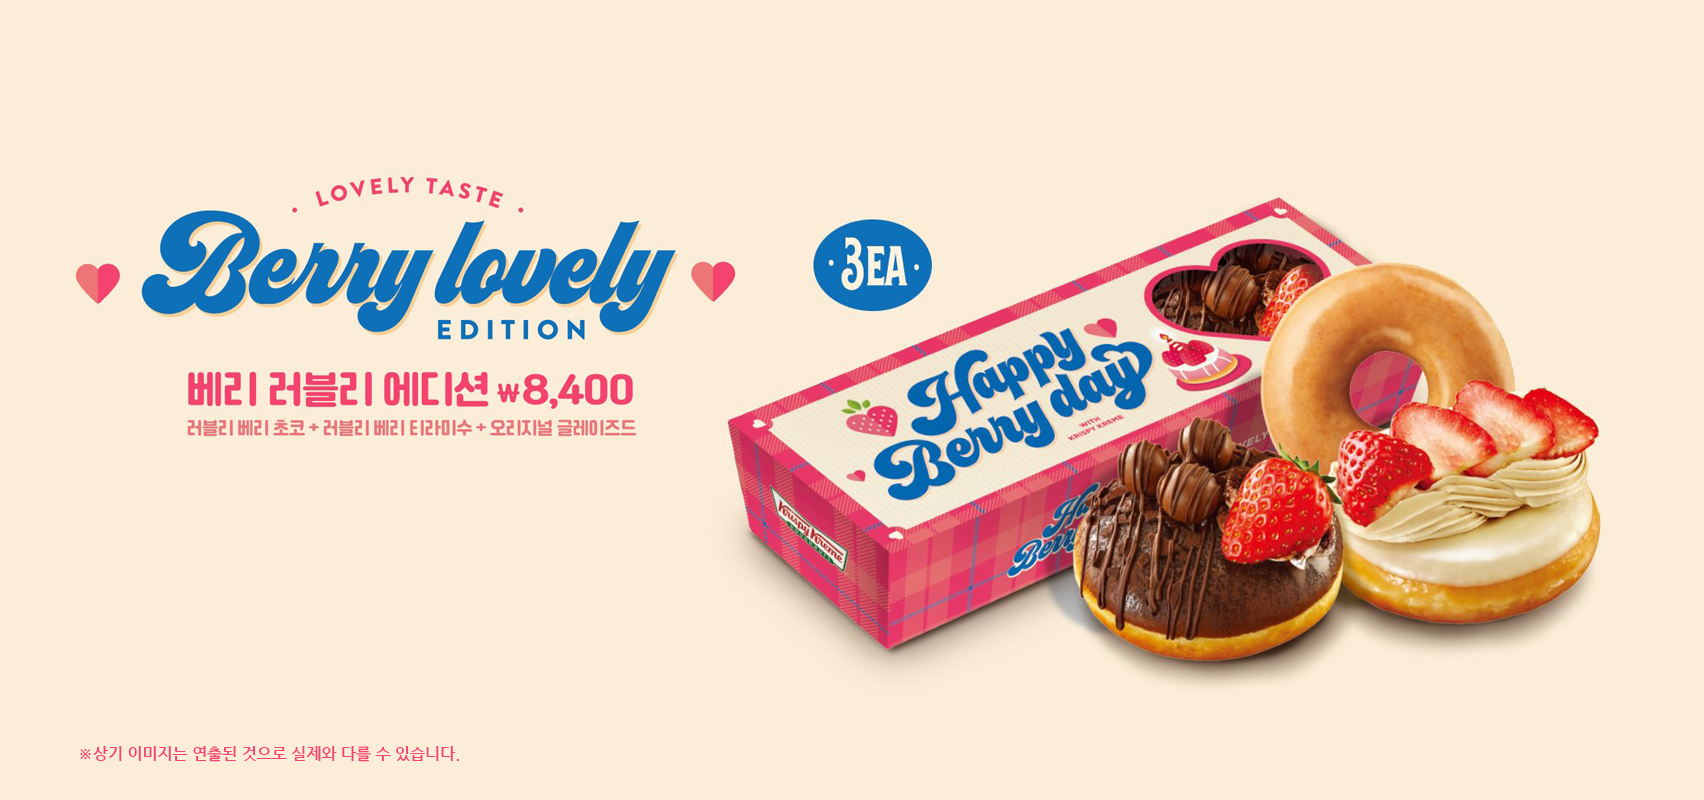 LOVELY TASTE
Berry lovely
EDITION
베리 러블리 에디션 ₩8,400
러블리 베리 초코 + 러블리 베리 티라미수 + 오리지널 글레이즈드
3EA
Happy
Berry day
WITH
KRISPY KREME
Krispy Kreme
※상기 이미지는 연출된 것으로 실제와 다를 수 있습니다.